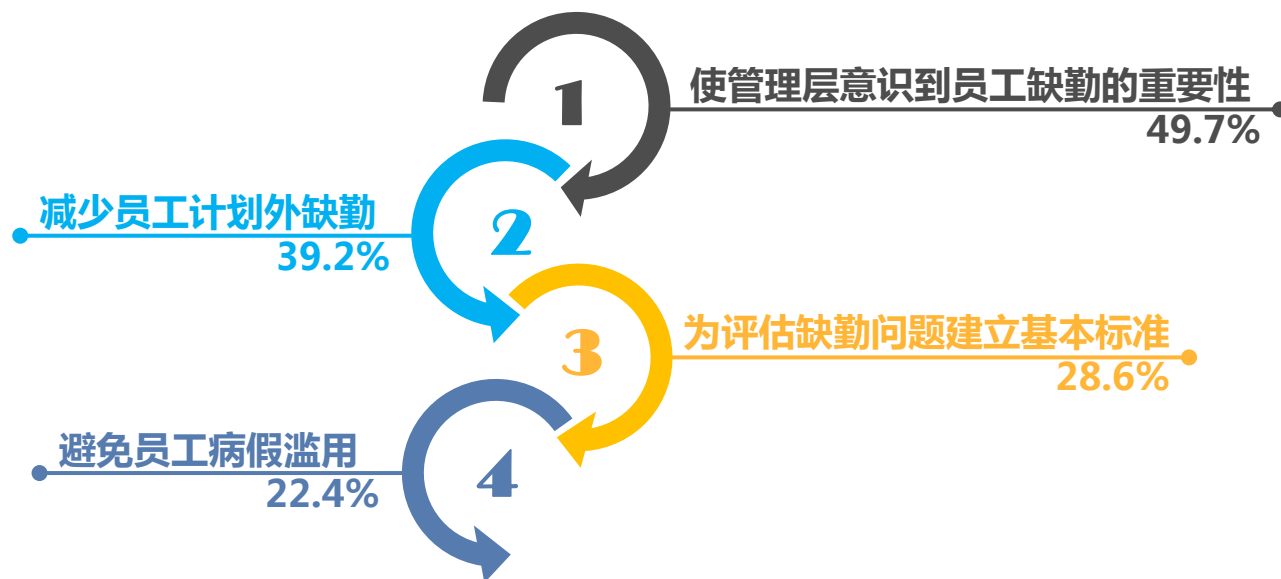 1
使管理层意识到员工缺勤的重要性
49.7%
减少员工计划外缺勤
2
39.2%
3
为评估缺勤问题建立基本标准
28.6%
避免员工病假滥用
4
22.4%